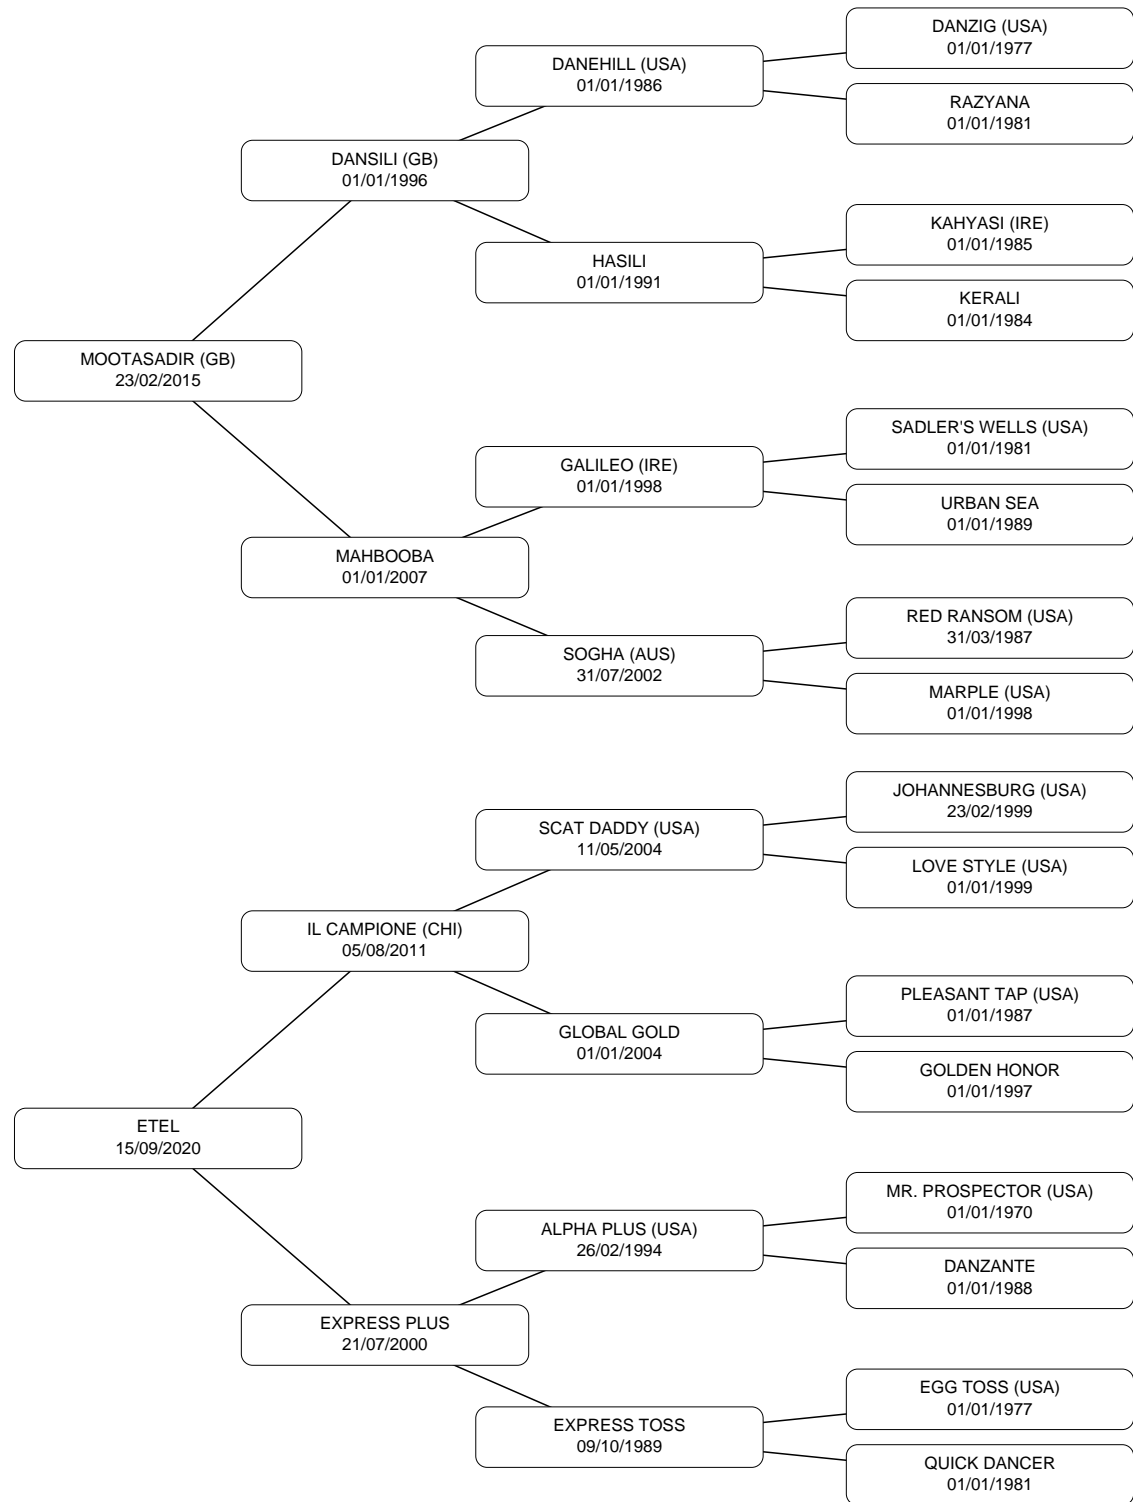 DANZIG (USA)
01/01/1977
DANEHILL (USA)
01/01/1986
RAZYANA
01/01/1981
DANSILI (GB)
01/01/1996
KAHYASI (IRE)
01/01/1985
HASILI
01/01/1991
KERALI
01/01/1984
MOOTASADIR (GB)
23/02/2015
SADLER'S WELLS (USA)
01/01/1981
GALILEO (IRE)
01/01/1998
URBAN SEA
01/01/1989
MAHBOOBA
01/01/2007
RED RANSOM (USA)
31/03/1987
SOGHA (AUS)
31/07/2002
MARPLE (USA)
01/01/1998
JOHANNESBURG (USA)
23/02/1999
SCAT DADDY (USA)
11/05/2004
LOVE STYLE (USA)
01/01/1999
IL CAMPIONE (CHI)
05/08/2011
PLEASANT TAP (USA)
01/01/1987
GLOBAL GOLD
01/01/2004
GOLDEN HONOR
01/01/1997
ETEL
15/09/2020
MR. PROSPECTOR (USA)
01/01/1970
ALPHA PLUS (USA)
26/02/1994
DANZANTE
01/01/1988
EXPRESS PLUS
21/07/2000
EGG TOSS (USA)
01/01/1977
EXPRESS TOSS
09/10/1989
QUICK DANCER
01/01/1981